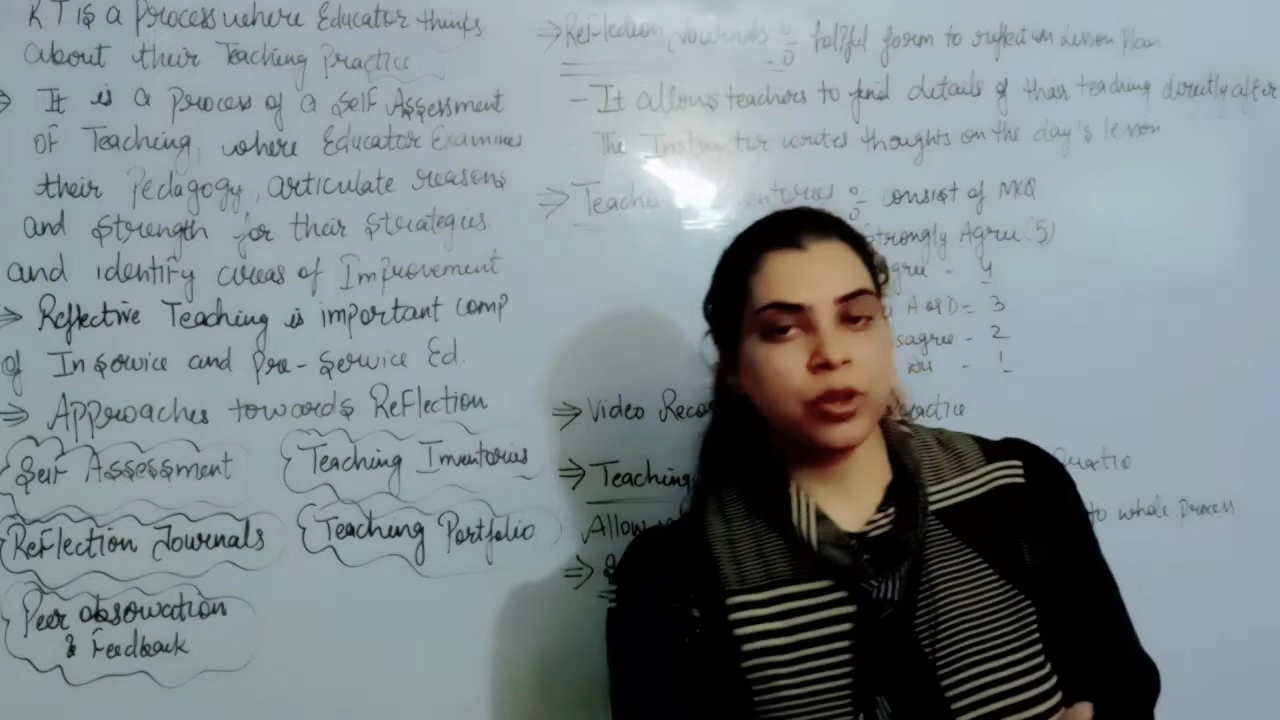 RT is a Process where Educator thinks
about their Teaching Practice
It is a Process of a Self Assessment
of Teaching, where Educator Examines
their Pedagogy, articulate reasons
and strength for their strategies
and identify areas of Improvement
⇒ Reflective Teaching is important comp
of Inservice and Pre-Service Ed.
⇒ Approaches towards Reflection
Self Assessment
Teaching Inventories
Reflection Journals
Teaching Portfolio
Peer observation
& Feedback
⇒ Reflection Journals : form to reflect on Lesson Plan
- It allows teachers to find details of their teaching directly after
The Instructor writes thoughts on the day's lesson
⇒ consist of MCQ
Strongly Agree 5)
- 4
A or D = 3
- 2
- 1
⇒ Video
⇒ Teaching
Allow
to whole Process
⇒